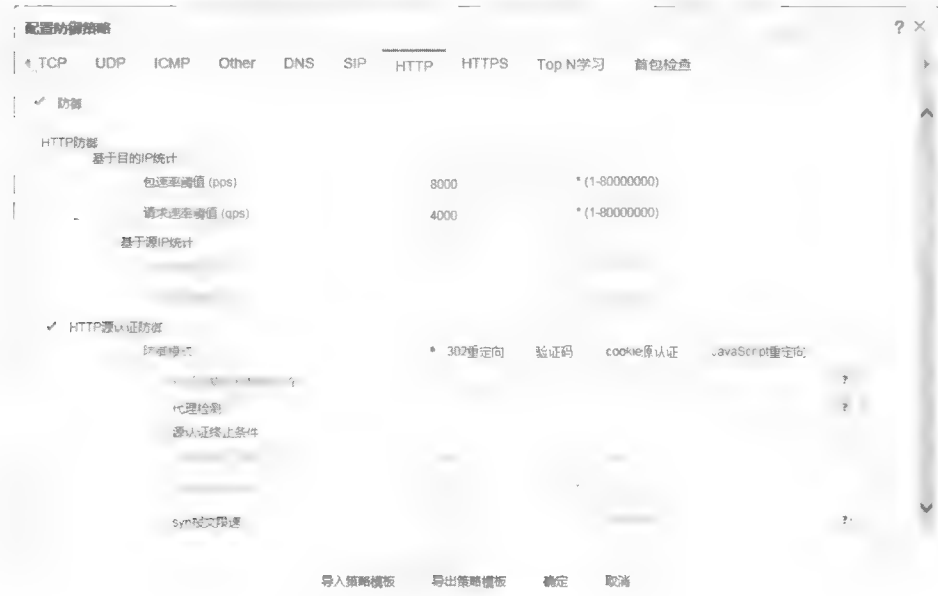 配置防御策略 ? ×
TCP UDP ICMP Other DNS SIP HTTP HTTPS Top N学习 首包检查
防御
HTTP防御
基于目的IP统计
包速率阈值 (pps) 8000 * (1-80000000)
请求速率阈值 (qps) 4000 * (1-80000000)
基于源IP统计
HTTP源认证防御
防御模式 302重定向 验证码 cookie原认证 JavaScript重定向
?
代理检测 ?
源认证终止条件
syn报文限速 ?
导入策略模板 导出策略模板 确定 取消